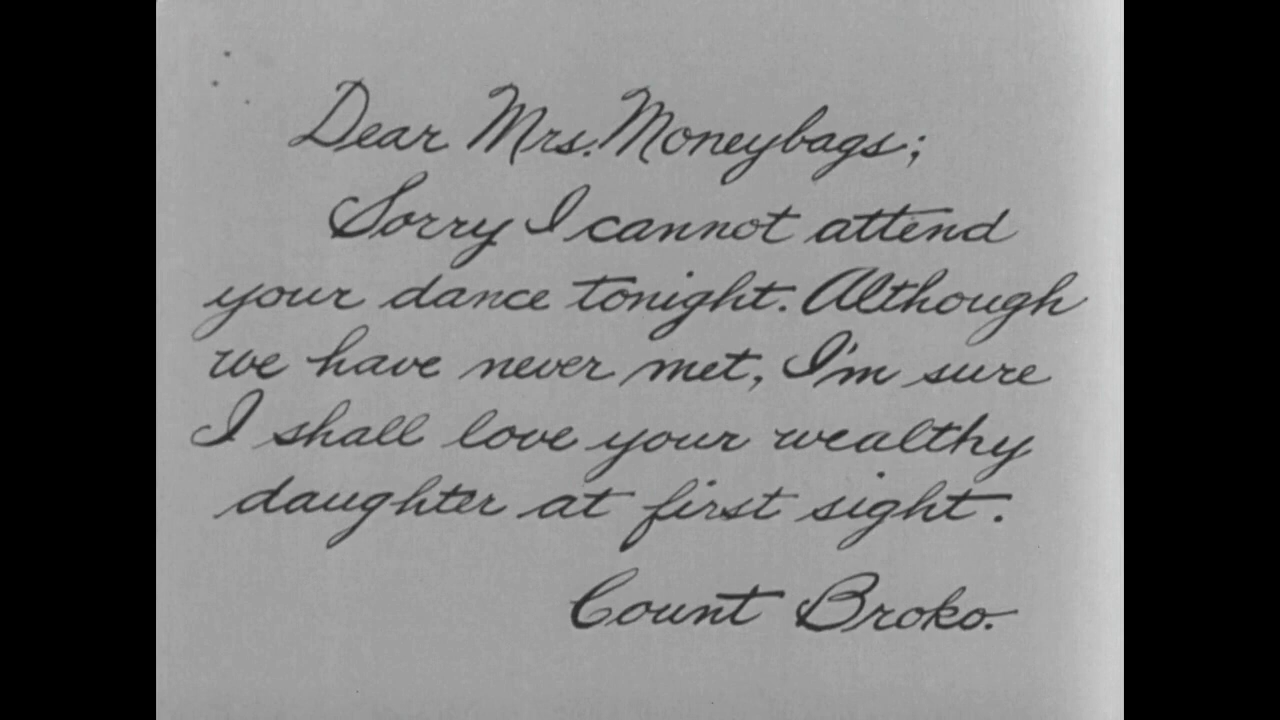 Dear Mrs. Moneybags;
Sorry I cannot attend
your dance tonight. Although
we have never met, I'm sure
I shall love your wealthy
daughter at first sight.
Count Broko.